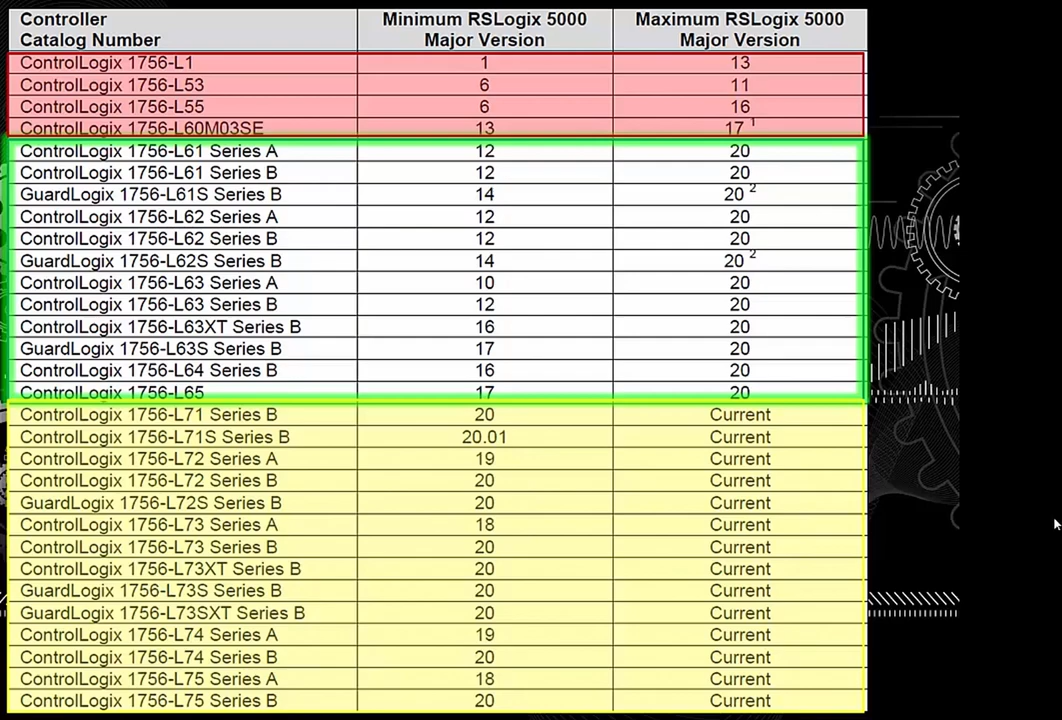 Controller Catalog Number Minimum RSLogix 5000 Major Version Maximum RSLogix 5000 Major Version
ControlLogix 1756-L1 1 13
ControlLogix 1756-L53 6 11
ControlLogix 1756-L55 6 16
ControlLogix 1756-L60M03SE 13 17 1
ControlLogix 1756-L61 Series A 12 20
ControlLogix 1756-L61 Series B 12 20
GuardLogix 1756-L61S Series B 14 20 2
ControlLogix 1756-L62 Series A 12 20
ControlLogix 1756-L62 Series B 12 20
GuardLogix 1756-L62S Series B 14 20 2
ControlLogix 1756-L63 Series A 10 20
ControlLogix 1756-L63 Series B 12 20
ControlLogix 1756-L63XT Series B 16 20
GuardLogix 1756-L63S Series B 17 20
ControlLogix 1756-L64 Series B 16 20
ControlLogix 1756-L65 17 20
ControlLogix 1756-L71 Series B 20 Current
ControlLogix 1756-L71S Series B 20.01 Current
ControlLogix 1756-L72 Series A 19 Current
ControlLogix 1756-L72 Series B 20 Current
GuardLogix 1756-L72S Series B 20 Current
ControlLogix 1756-L73 Series A 18 Current
ControlLogix 1756-L73 Series B 20 Current
ControlLogix 1756-L73XT Series B 20 Current
GuardLogix 1756-L73S Series B 20 Current
GuardLogix 1756-L73SXT Series B 20 Current
ControlLogix 1756-L74 Series A 19 Current
ControlLogix 1756-L74 Series B 20 Current
ControlLogix 1756-L75 Series A 18 Current
ControlLogix 1756-L75 Series B 20 Current